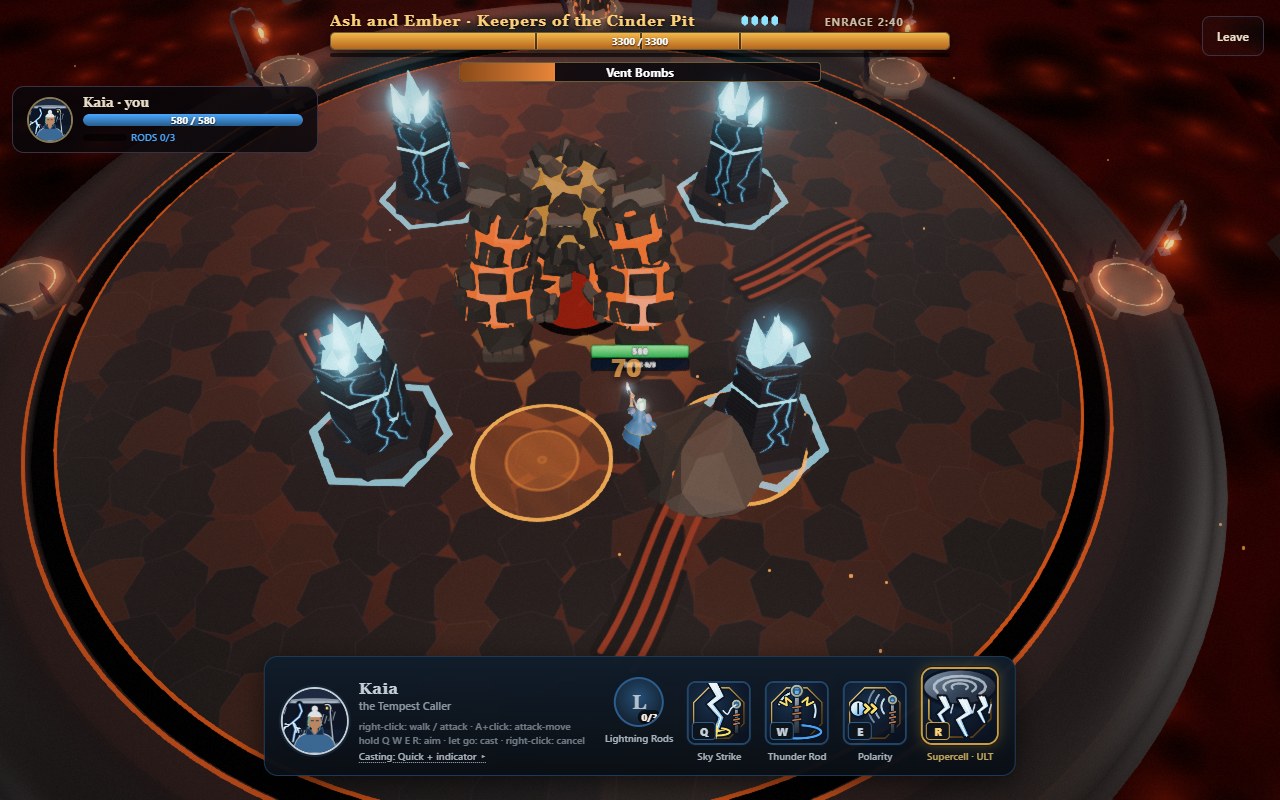 Ash and Ember · Keepers of the Cinder Pit
ENRAGE 2:40
3300 / 3300
Leave
Vent Bombs
Kaia · you
580 / 580
RODS 0/3
580
70
Kaia
the Tempest Caller
right-click: walk / attack · A+click: attack-move
hold Q W E R: aim · let go: cast · right-click: cancel
Casting: Quick + indicator
L
0/3
Lightning Rods
Q
Sky Strike
W
Thunder Rod
E
Polarity
R
Supercell · ULT